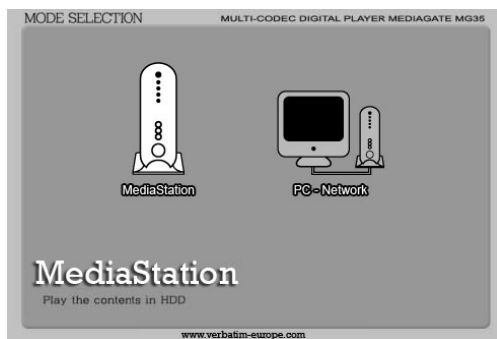 MODE SELECTION MULTI-CODEC DIGITAL PLAYER MEDIAGATE MG35
MediaStation PC - Network
MediaStation
Play the contents in HDD
www.verbatim-europe.com